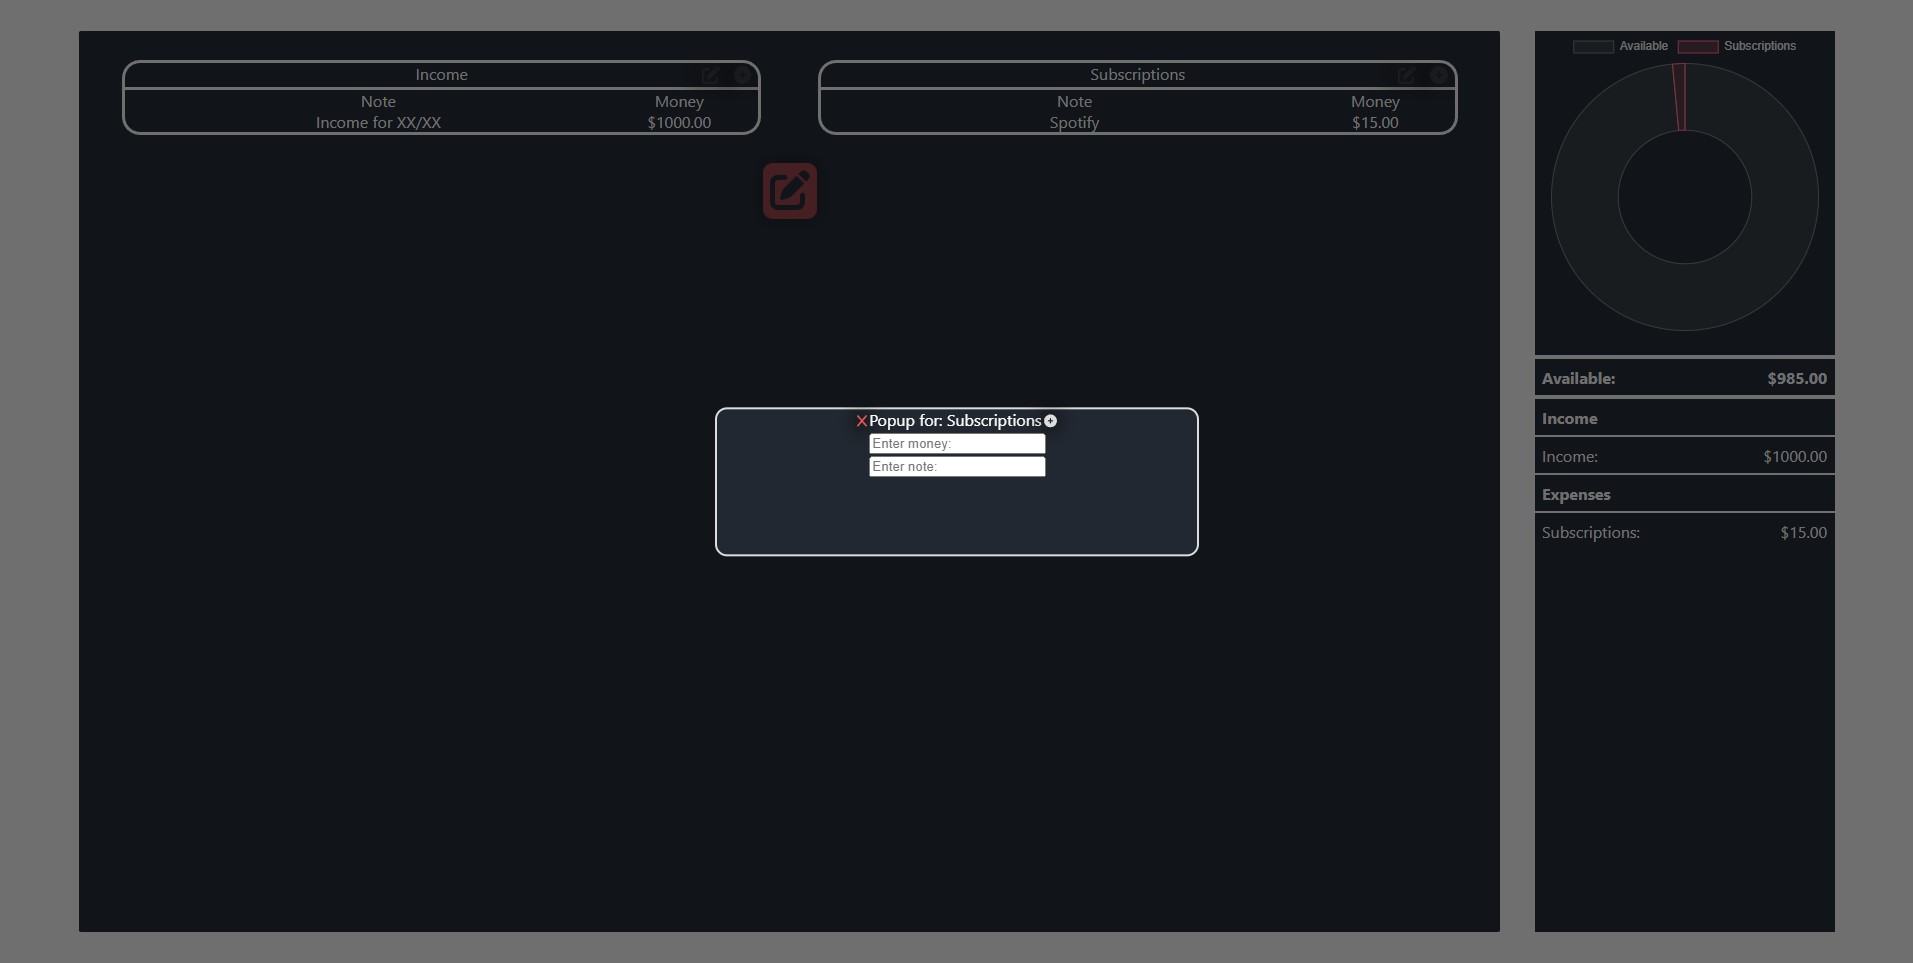 Income
Note Money
Income for XX/XX $1000.00
Subscriptions
Note Money
Spotify $15.00
Popup for: Subscriptions
Enter money:
Enter note:
Available Subscriptions
Available: $985.00
Income
Income: $1000.00
Expenses
Subscriptions: $15.00